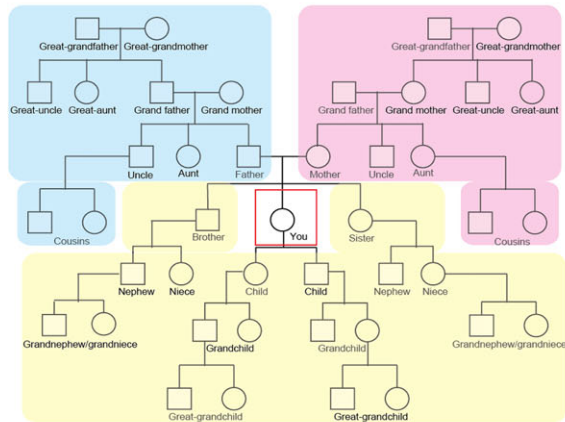 Great-grandfather Great-grandmother Great-grandfather Great-grandmother
Great-uncle Great-aunt Grand father Grand mother Grand father Grand mother Great-uncle Great-aunt
Uncle Aunt Father Mother Uncle Aunt
Cousins Brother You Sister Cousins
Nephew Niece Child Child Nephew Niece
Grandnephew/grandniece Grandchild Grandchild Grandnephew/grandniece
Great-grandchild Great-grandchild